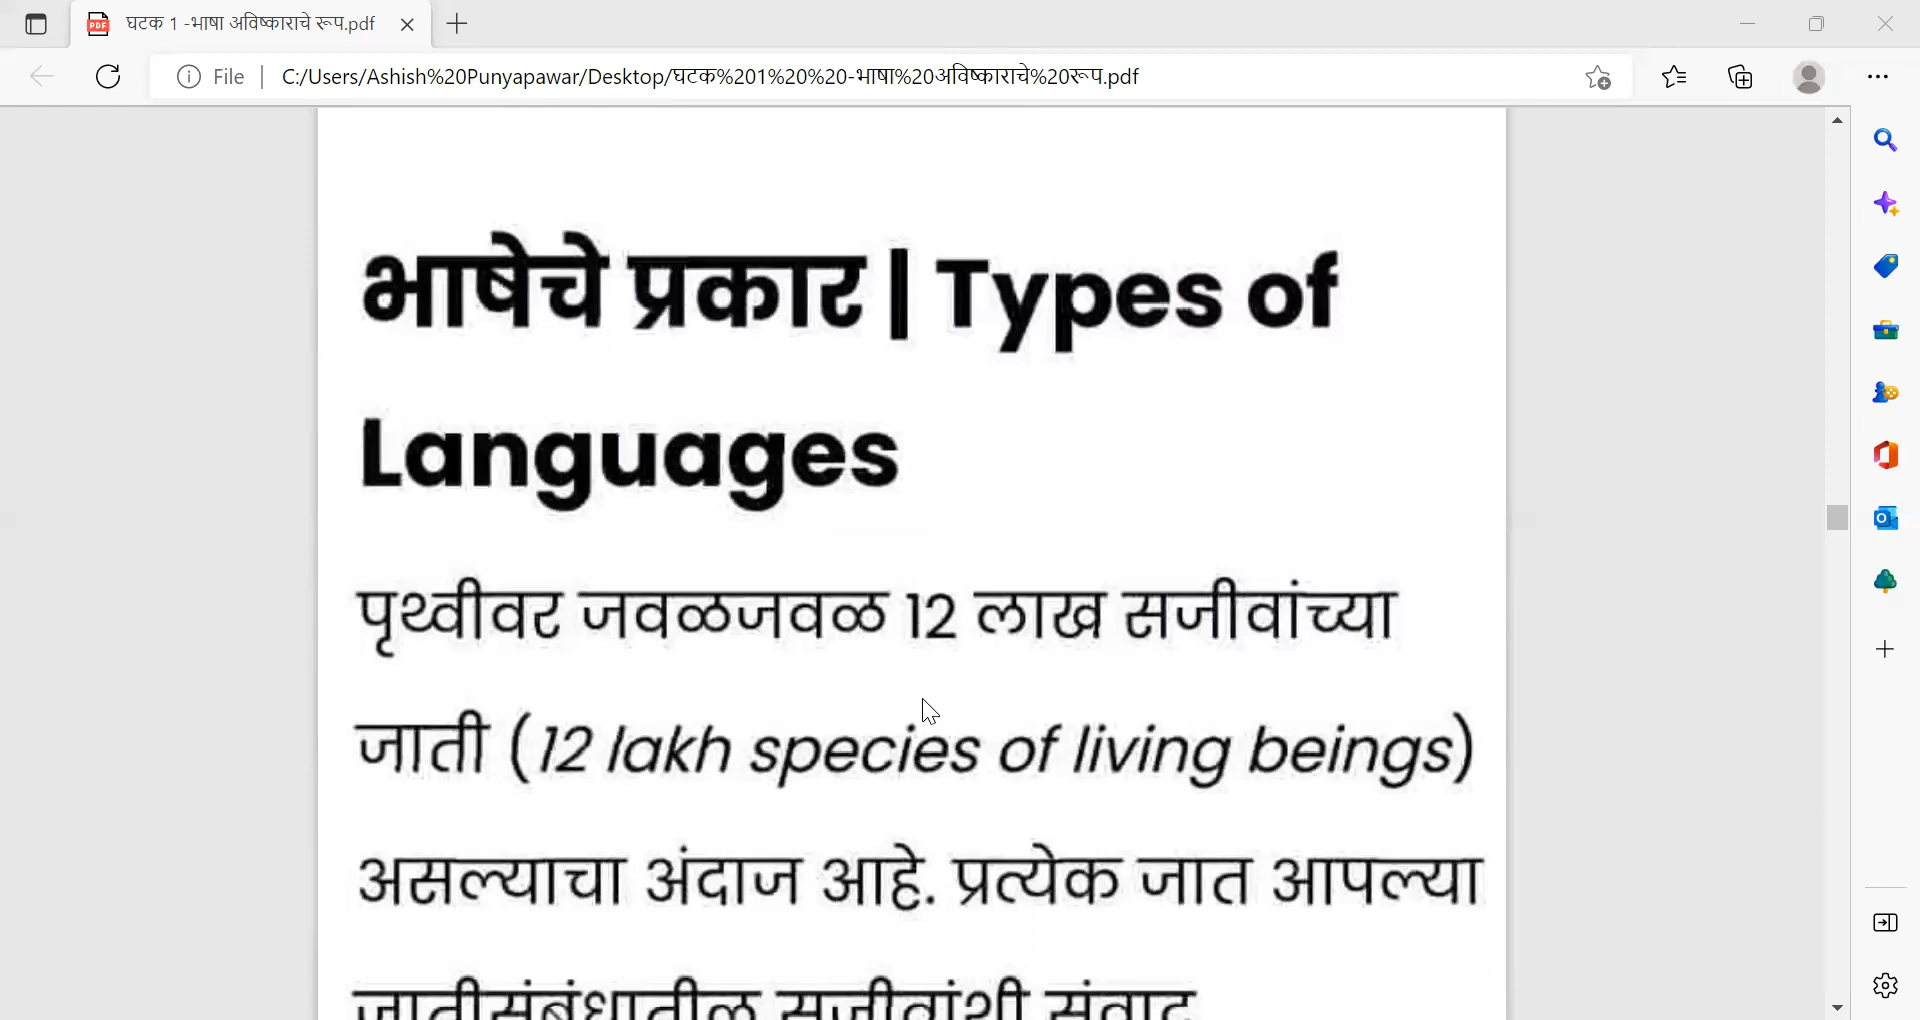 घटक 1 -भाषा अविष्काराचे रूप.pdf
File
C:/Users/Ashish%20Punyapawar/Desktop/घटक%201%20%20-भाषा%20अविष्काराचे%20रूप.pdf
भाषेचे प्रकार | Types of
Languages
पृथ्वीवर जवळजवळ 12 लाख सजीवांच्या
जाती (12 lakh species of living beings)
असल्याचा अंदाज आहे. प्रत्येक जात आपल्या
जातीसंबंधातील सजीवांशी संवाद